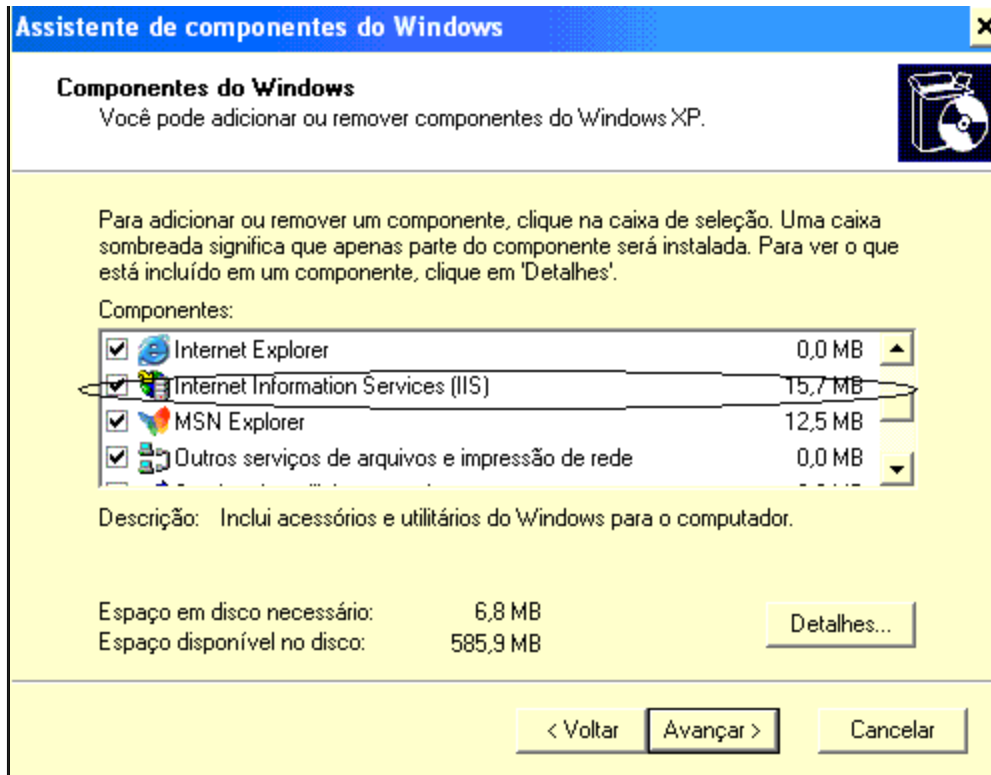 Assistente de componentes do Windows
Componentes do Windows
Você pode adicionar ou remover componentes do Windows XP.
Para adicionar ou remover um componente, clique na caixa de seleção. Uma caixa
sombreada significa que apenas parte do componente será instalada. Para ver o que
está incluído em um componente, clique em 'Detalhes'.
Componentes:
Internet Explorer 0,0 MB
Internet Information Services (IIS) 15,7 MB
MSN Explorer 12,5 MB
Outros serviços de arquivos e impressão de rede 0,0 MB
Descrição: Inclui acessórios e utilitários do Windows para o computador.
Espaço em disco necessário: 6,8 MB
Espaço disponível no disco: 585,9 MB
Detalhes...
< Voltar Avançar > Cancelar